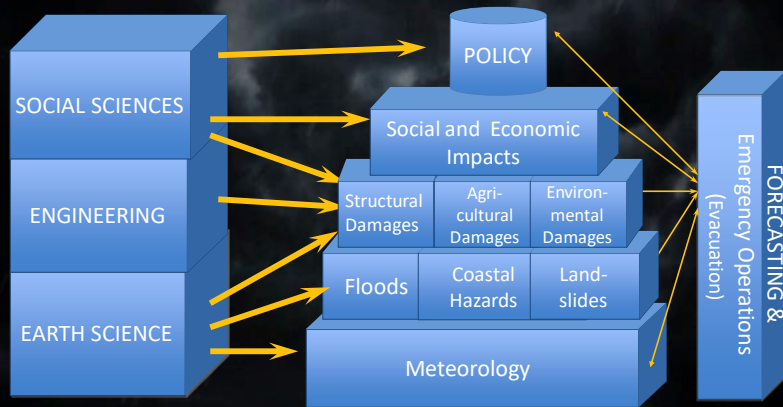 SOCIAL SCIENCES
ENGINEERING
EARTH SCIENCE
POLICY
Social and Economic
Impacts
Structural
Damages
Agri-
cultural
Damages
Environ-
mental
Damages
Floods
Coastal
Hazards
Land-
slides
Meteorology
FORECASTING &
Emergency Operations
(Evacuation)